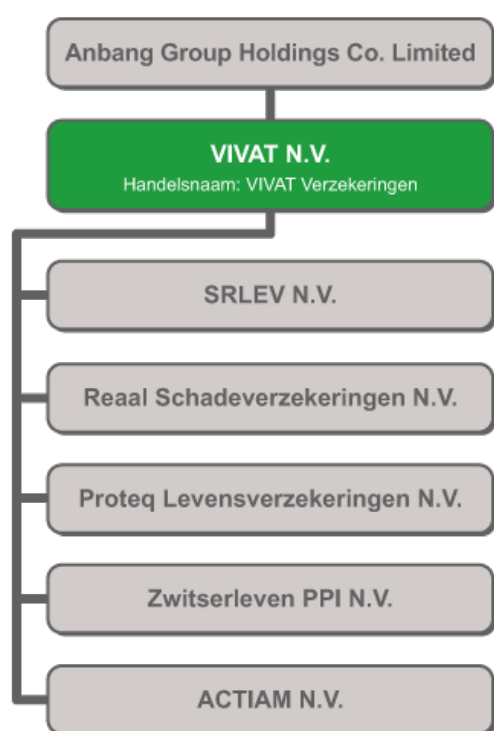 Anbang Group Holdings Co. Limited
VIVAT N.V.
Handelsnaam: VIVAT Verzekeringen
SRLEV N.V.
Reaal Schadeverzekeringen N.V.
Proteq Levensverzekeringen N.V.
Zwitserleven PPI N.V.
ACTIAM N.V.